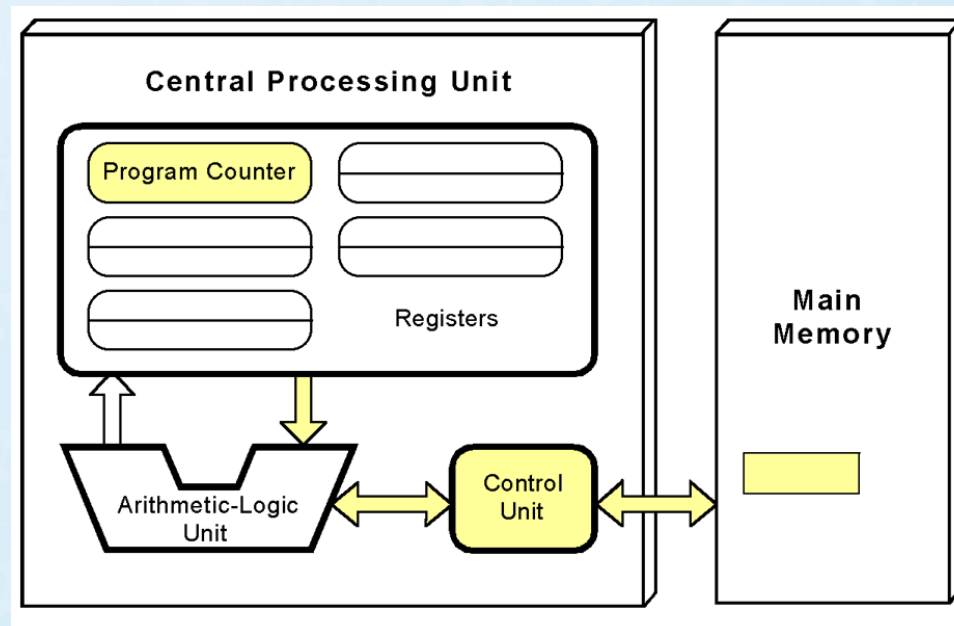 Central Processing Unit
Program Counter
Registers
Main
Memory
Arithmetic-Logic
Unit
Control
Unit